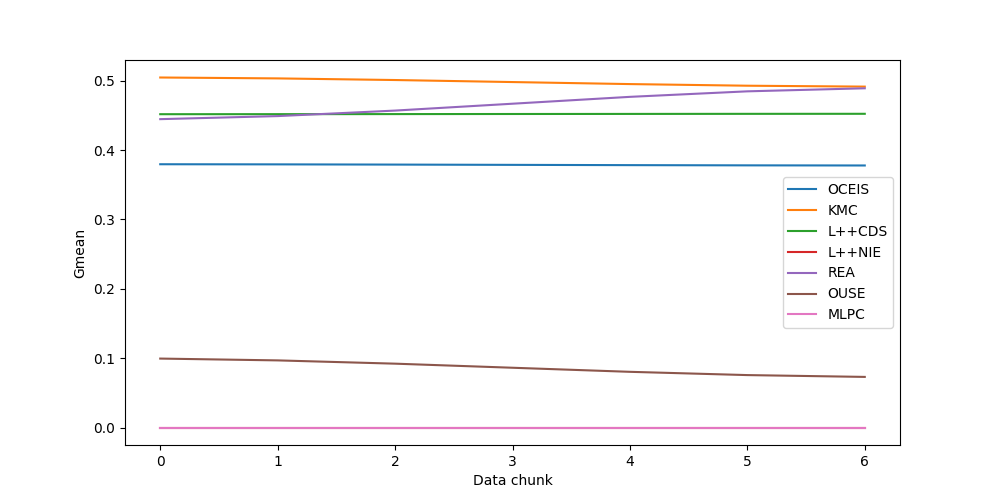 0.5
0.4
0.3
0.2
0.1
0.0
Gmean
0 1 2 3 4 5 6
Data chunk
OCEIS
KMC
L++CDS
L++NIE
REA
OUSE
MLPC